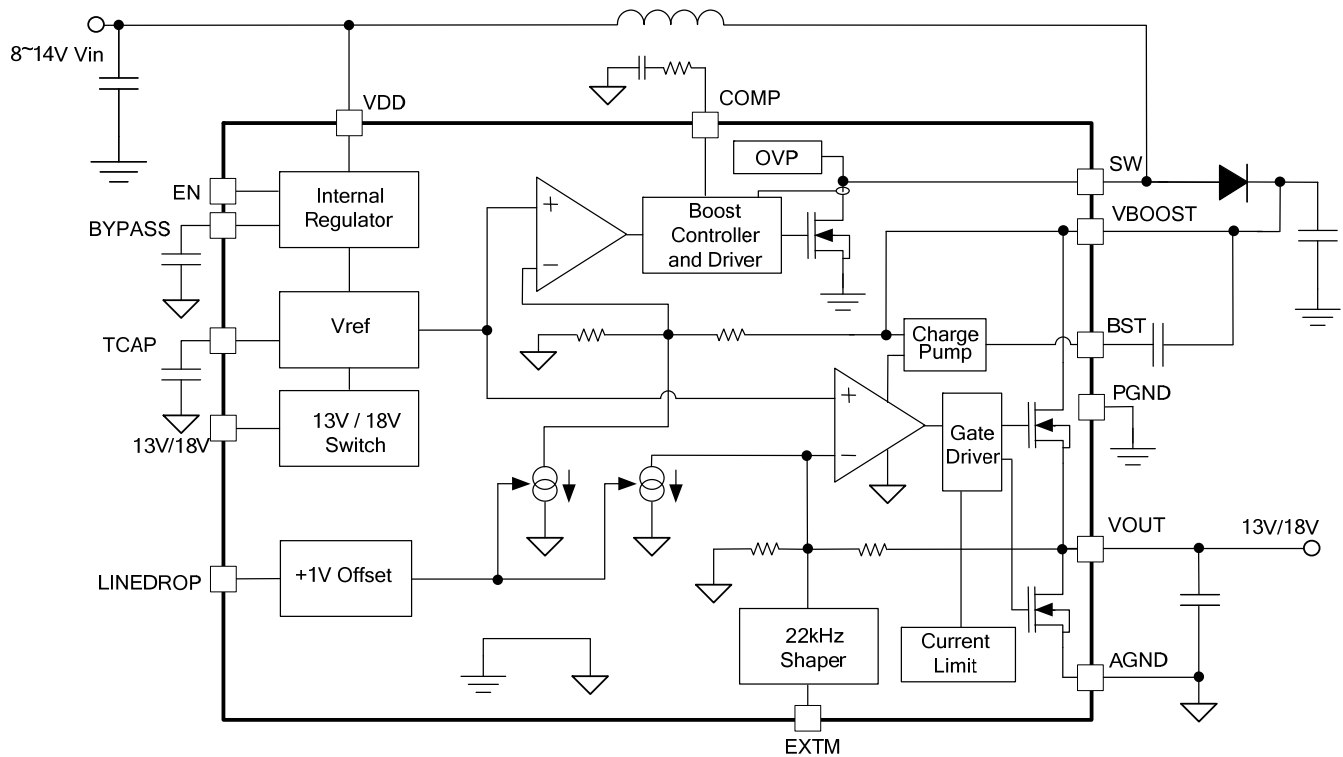 8~14V Vin
VDD
COMP
OVP
SW
EN
Internal
Regulator
BYPASS
+
−
Boost
Controller
and Driver
VBOOST
Vref
TCAP
Charge
Pump
BST
13V / 18V
Switch
13V/18V
+
−
Gate
Driver
PGND
VOUT
13V/18V
LINEDROP
+1V Offset
22kHz
Shaper
Current
Limit
AGND
EXTM